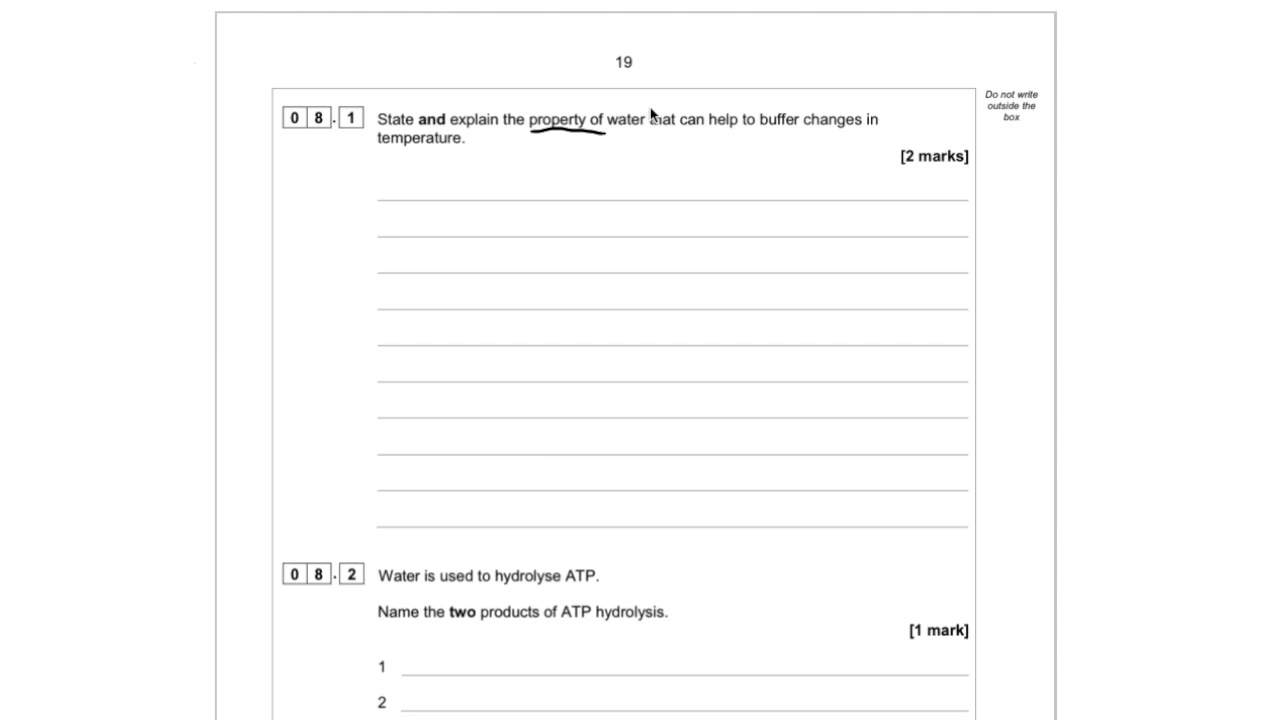 19
0 8 . 1 State and explain the property of water that can help to buffer changes in
temperature.
[2 marks]
Do not write
outside the
box
0 8 . 2 Water is used to hydrolyse ATP.
Name the two products of ATP hydrolysis.
[1 mark]
1
2